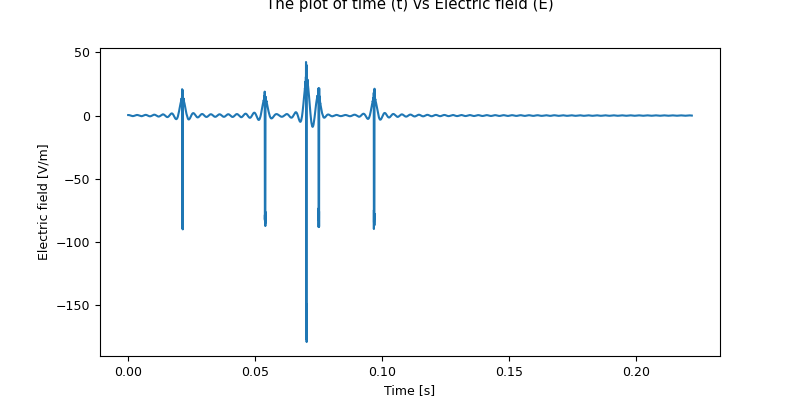 The plot of time (t) vs Electric field (E)
50
0
−50
−100
−150
Electric field [V/m]
0.00 0.05 0.10 0.15 0.20
Time [s]